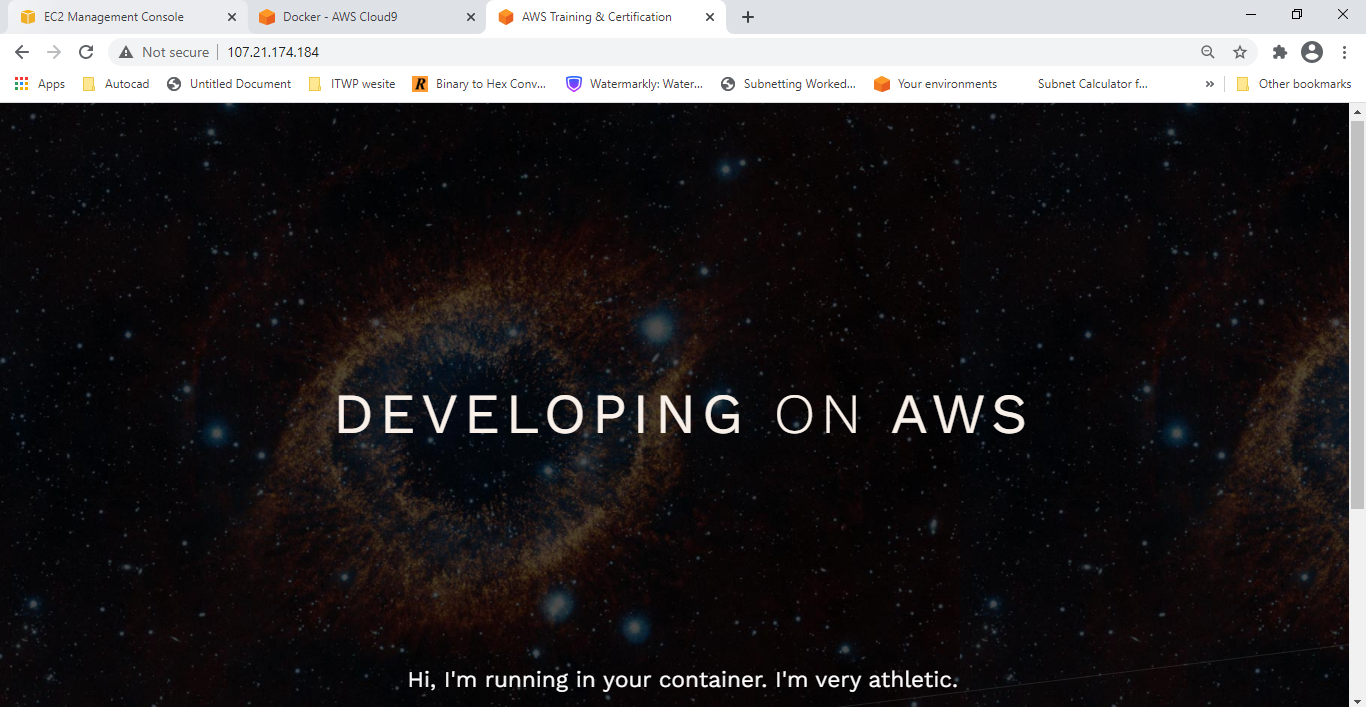 EC2 Management Console
Docker - AWS Cloud9
AWS Training & Certification
Not secure
107.21.174.184
Apps
Autocad
Untitled Document
ITWP wesite
R
Binary to Hex Conv...
Watermarkly: Water...
Subnetting Worked...
Your environments
Subnet Calculator f...
»
Other bookmarks
DEVELOPING ON AWS
Hi, I'm running in your container. I'm very athletic.